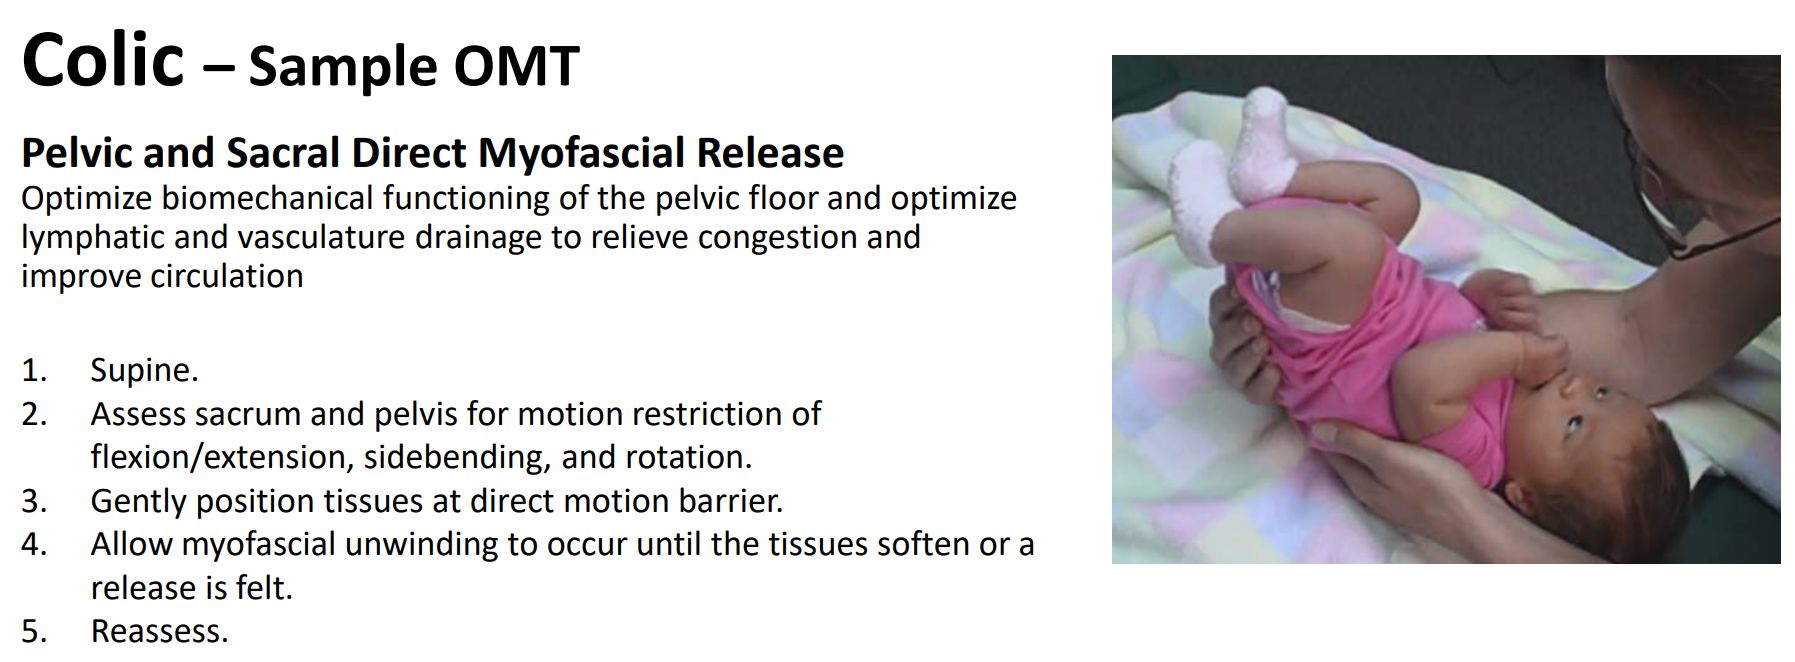 Colic – Sample OMT
Pelvic and Sacral Direct Myofascial Release
Optimize biomechanical functioning of the pelvic floor and optimize
lymphatic and vasculature drainage to relieve congestion and
improve circulation
1. Supine.
2. Assess sacrum and pelvis for motion restriction of
flexion/extension, sidebending, and rotation.
3. Gently position tissues at direct motion barrier.
4. Allow myofascial unwinding to occur until the tissues soften or a
release is felt.
5. Reassess.